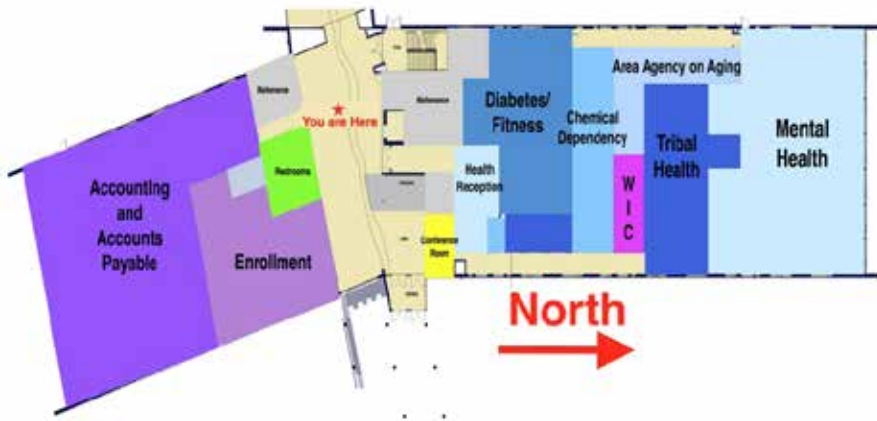 Reference
You are Here
Restrooms
Accounting
and
Accounts
Payable
Enrollment
Reference
Diabetes/
Fitness
Health
Reception
Conference
Room
Chemical
Dependency
Area Agency on Aging
Tribal
Health
W
I
C
Mental
Health
North